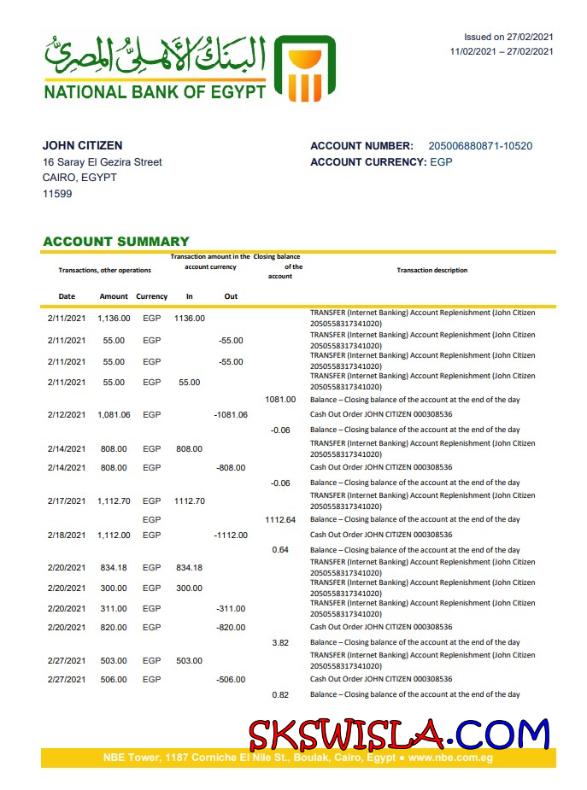 Issued on 27/02/2021
11/02/2021 – 27/02/2021
البنك الأهلي المصري
NATIONAL BANK OF EGYPT
JOHN CITIZEN
16 Saray El Gezira Street
CAIRO, EGYPT
11599
ACCOUNT NUMBER: 205006880871-10520
ACCOUNT CURRENCY: EGP
ACCOUNT SUMMARY
Transactions, other operations
Transaction amount in the
account currency
Closing balance
of the
account
Transaction description
Date Amount Currency In Out
2/11/2021 1,136.00 EGP 1136.00 TRANSFER (Internet Banking) Account Replenishment (John Citizen
2050558317341020)
2/11/2021 55.00 EGP -55.00 TRANSFER (Internet Banking) Account Replenishment (John Citizen
2050558317341020)
2/11/2021 55.00 EGP -55.00 TRANSFER (Internet Banking) Account Replenishment (John Citizen
2050558317341020)
2/11/2021 55.00 EGP 55.00 TRANSFER (Internet Banking) Account Replenishment (John Citizen
2050558317341020)
1081.00 Balance – Closing balance of the account at the end of the day
2/12/2021 1,081.06 EGP -1081.06 Cash Out Order JOHN CITIZEN 000308536
-0.06 Balance – Closing balance of the account at the end of the day
2/14/2021 808.00 EGP 808.00 TRANSFER (Internet Banking) Account Replenishment (John Citizen
2050558317341020)
2/14/2021 808.00 EGP -808.00 Cash Out Order JOHN CITIZEN 000308536
-0.06 Balance – Closing balance of the account at the end of the day
2/17/2021 1,112.70 EGP 1112.70 TRANSFER (Internet Banking) Account Replenishment (John Citizen
2050558317341020)
EGP 1112.64 Balance – Closing balance of the account at the end of the day
2/18/2021 1,112.00 EGP -1112.00 Cash Out Order JOHN CITIZEN 000308536
0.64 Balance – Closing balance of the account at the end of the day
2/20/2021 834.18 EGP 834.18 TRANSFER (Internet Banking) Account Replenishment (John Citizen
2050558317341020)
2/20/2021 300.00 EGP 300.00 TRANSFER (Internet Banking) Account Replenishment (John Citizen
2050558317341020)
2/20/2021 311.00 EGP -311.00 TRANSFER (Internet Banking) Account Replenishment (John Citizen
2050558317341020)
2/20/2021 820.00 EGP -820.00 Cash Out Order JOHN CITIZEN 000308536
3.82 Balance – Closing balance of the account at the end of the day
2/27/2021 503.00 EGP 503.00 TRANSFER (Internet Banking) Account Replenishment (John Citizen
2050558317341020)
2/27/2021 506.00 EGP -506.00 Cash Out Order JOHN CITIZEN 000308536
0.82 Balance – Closing balance of the account at the end of the day
SKSWISLA.COM
NBE Tower, 1187 Corniche El Nile St., Boulak, Cairo, Egypt ● www.nbe.com.eg